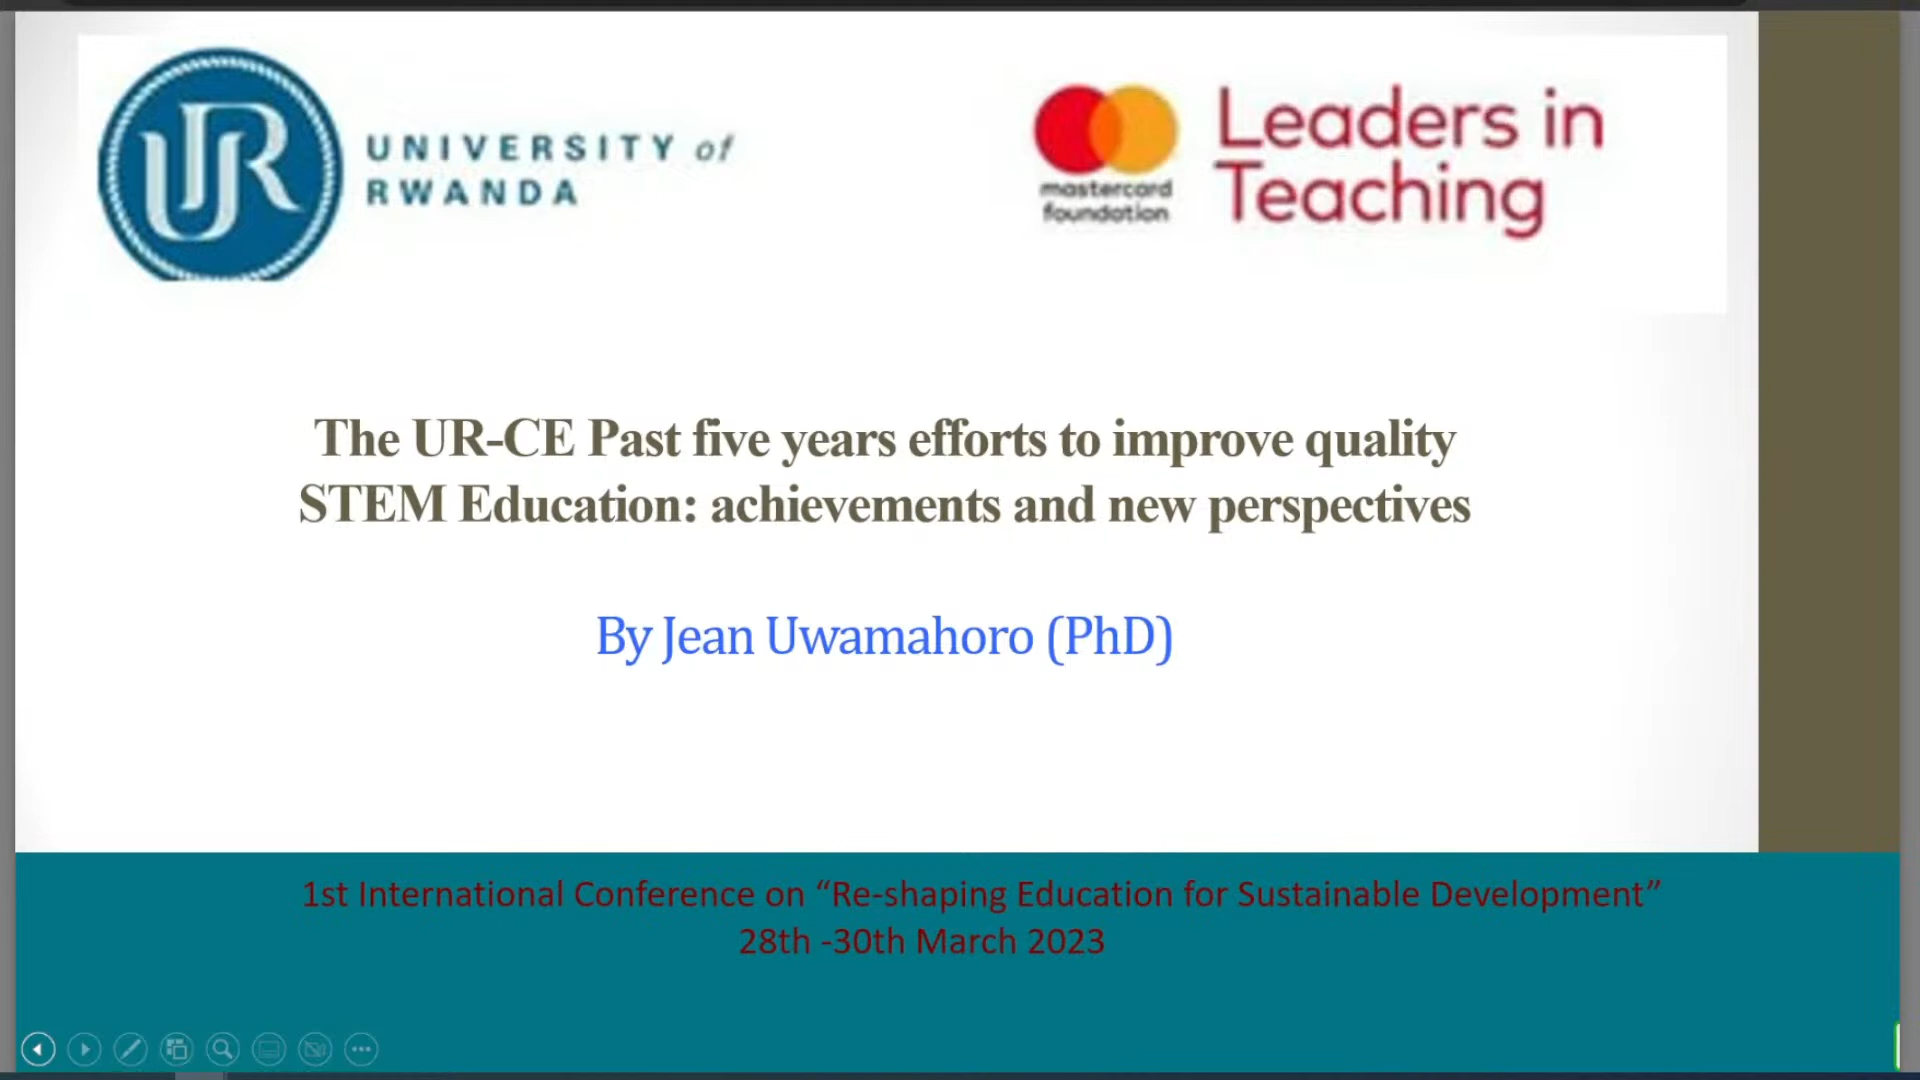 UR
UNIVERSITY of
RWANDA
mastercard
foundation
Leaders in
Teaching
The UR-CE Past five years efforts to improve quality
STEM Education: achievements and new perspectives
By Jean Uwamahoro (PhD)
1st International Conference on “Re-shaping Education for Sustainable Development”
28th -30th March 2023